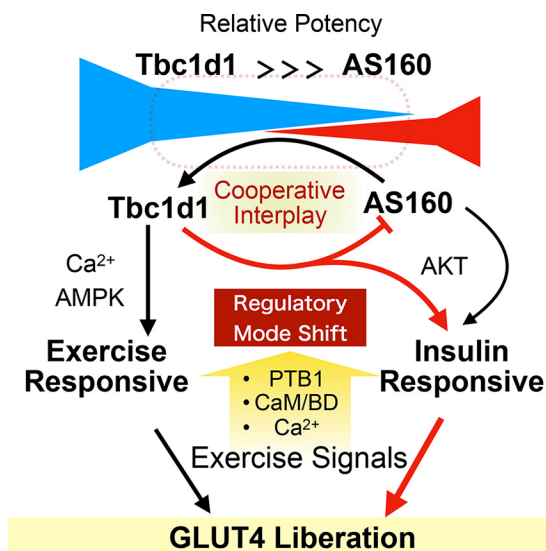 Relative Potency
Tbc1d1 >>> AS160
Tbc1d1
Cooperative
Interplay
AS160
Ca²⁺
AMPK
AKT
Regulatory
Mode Shift
Exercise
Responsive
Insulin
Responsive
• PTB1
• CaM/BD
• Ca²⁺
Exercise Signals
GLUT4 Liberation